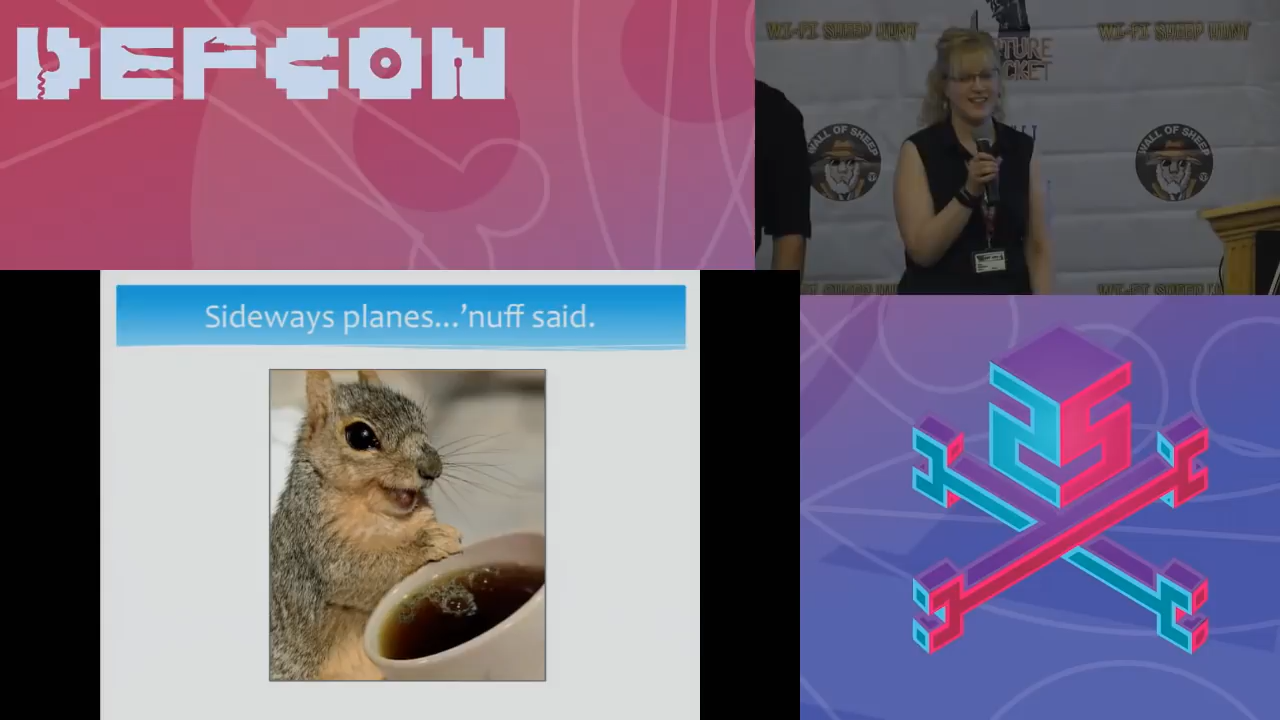 DEFCON
WI-FI SHEEP HUNT
WI-FI SHEEP HUNT
WALL OF SHEEP
WALL OF SHEEP
Sideways planes...'nuff said.
25